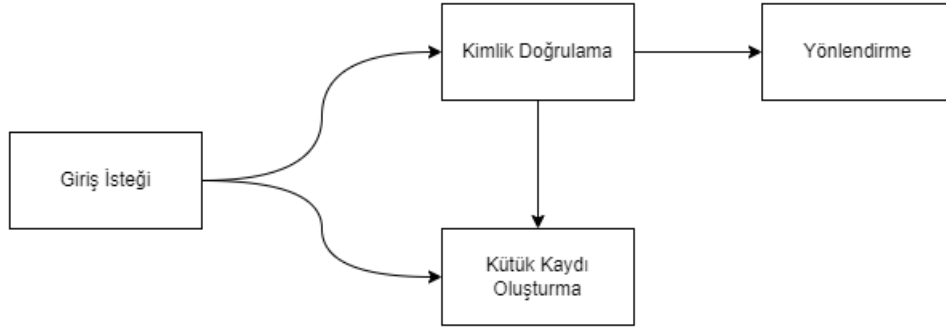 Kimlik Doğrulama
Yönlendirme
Giriş İsteği
Kütük Kaydı
Oluşturma